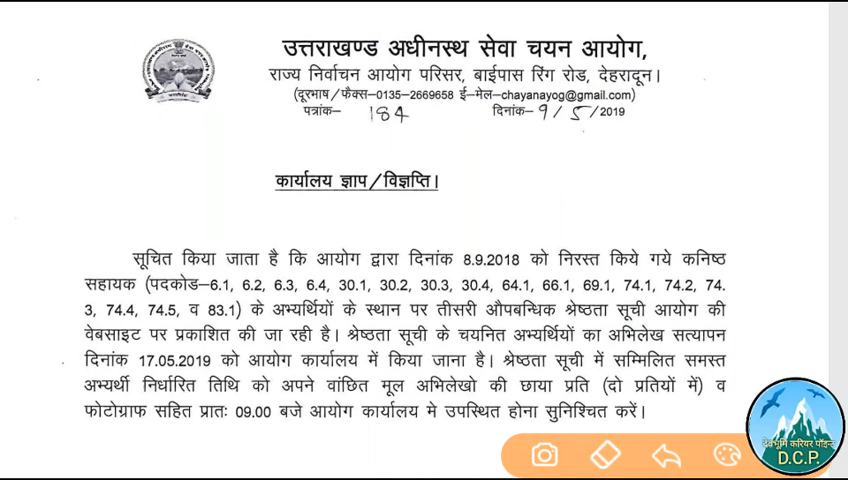 उत्तराखण्ड अधीनस्थ सेवा चयन आयोग,
राज्य निर्वाचन आयोग परिसर, बाईपास रिंग रोड, देहरादून।
(दूरभाष/फैक्स–0135–2669658 ई–मेल–chayanayog@gmail.com)
पत्रांक– 184 दिनांक– 9/5/2019
कार्यालय ज्ञाप/विज्ञप्ति।
सूचित किया जाता है कि आयोग द्वारा दिनांक 8.9.2018 को निरस्त किये गये कनिष्ठ
सहायक (पदकोड–6.1, 6.2, 6.3, 6.4, 30.1, 30.2, 30.3, 30.4, 64.1, 66.1, 69.1, 74.1, 74.2, 74.
3, 74.4, 74.5, व 83.1) के अभ्यर्थियों के स्थान पर तीसरी औपबन्धिक श्रेष्ठता सूची आयोग की
वेबसाइट पर प्रकाशित की जा रही है। श्रेष्ठता सूची के चयनित अभ्यर्थियों का अभिलेख सत्यापन
दिनांक 17.05.2019 को आयोग कार्यालय में किया जाना है। श्रेष्ठता सूची में सम्मिलित समस्त
अभ्यर्थी निर्धारित तिथि को अपने वांछित मूल अभिलेखो की छाया प्रति (दो प्रतियों में) व
फोटोग्राफ सहित प्रातः 09.00 बजे आयोग कार्यालय मे उपस्थित होना सुनिश्चित करें।
देवभूमि करियर पॉइन्ट
D.C.P.